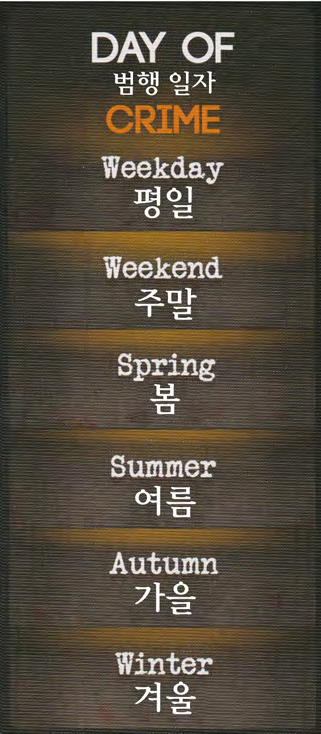 DAY OF
범행 일자
CRIME
Weekday
평일
Weekend
주말
Spring
봄
Summer
여름
Autumn
가을
Winter
겨울